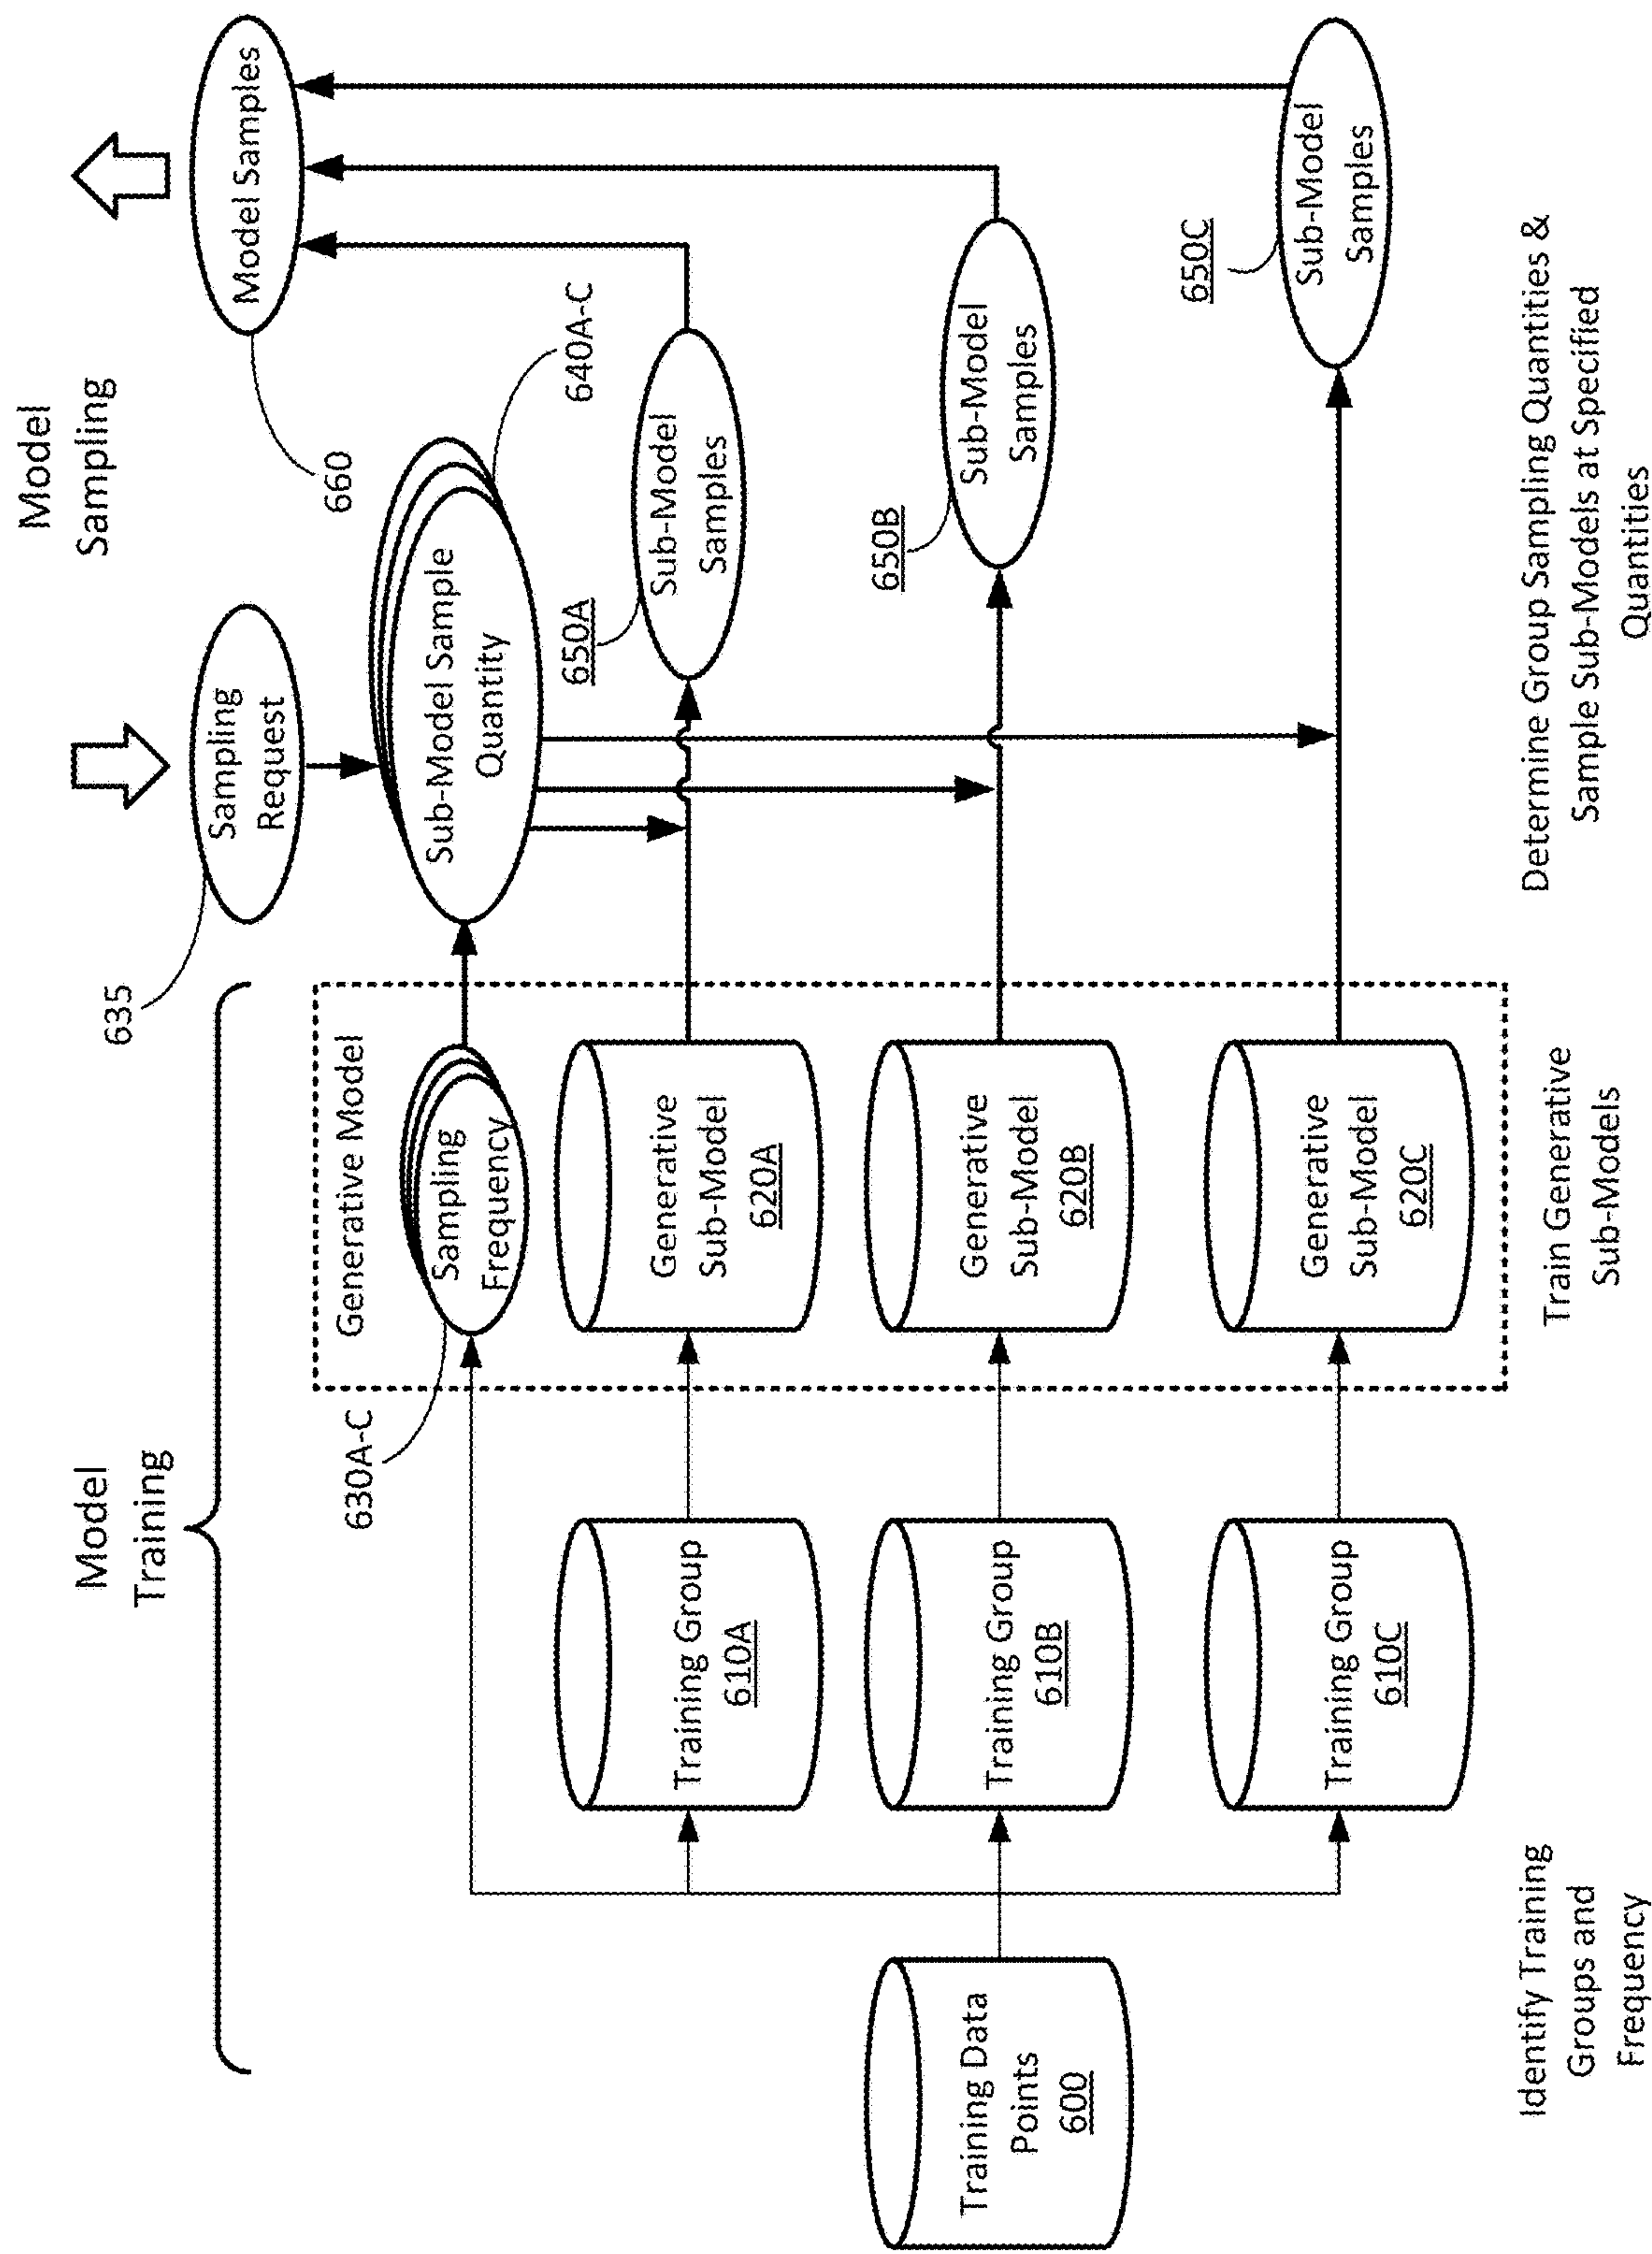 Model
Training
Model
Sampling
635
Sampling
Request
Model Samples
660
630A-C
Generative Model
Sampling
Frequency
Sub-Model Sample
Quantity
640A-C
Training Group
610A
Generative
Sub-Model
620A
650A
Sub-Model
Samples
Training Data
Points
600
Training Group
610B
Generative
Sub-Model
620B
650B
Sub-Model
Samples
Training Group
610C
Generative
Sub-Model
620C
650C
Sub-Model
Samples
Identify Training
Groups and
Frequency
Train Generative
Sub-Models
Determine Group Sampling Quantities &
Sample Sub-Models at Specified
Quantities